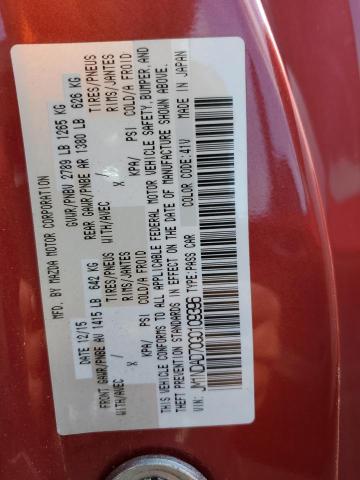 MFD. BY MAZDA MOTOR CORPORATION
DATE 12/15 GVWR/PNBV 2789 LB 1265 KG
FRONT GAWR/PNBE AV 1415 LB 642 KG REAR GAWR/PNBE AR 1380 LB 626 KG
WITH/AVEC TIRES/PNEUS WITH/AVEC TIRES/PNEUS
/ X RIMS/JANTES X RIMS/JANTES
KPA/ PSI COLD/A FROID KPA/ PSI COLD/A FROID
THIS VEHICLE CONFORMS TO ALL APPLICABLE FEDERAL MOTOR VEHICLE SAFETY, BUMPER, AND
THEFT PREVENTION STANDARDS IN EFFECT ON THE DATE OF MANUFACTURE SHOWN ABOVE.
VIN: JM1NDAD70G0109396 TYPE:PASS CAR COLOR:41V MADE IN JAPAN